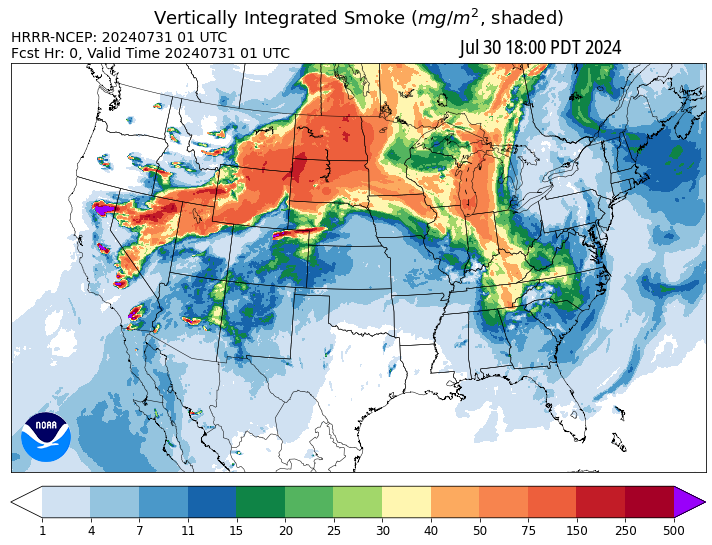 Vertically Integrated Smoke (mg/m², shaded)
HRRR-NCEP: 20240731 01 UTC
Fcst Hr: 0, Valid Time 20240731 01 UTC
Jul 30 18:00 PDT 2024
NOAA
1 4 7 11 15 20 25 30 40 50 75 150 250 500